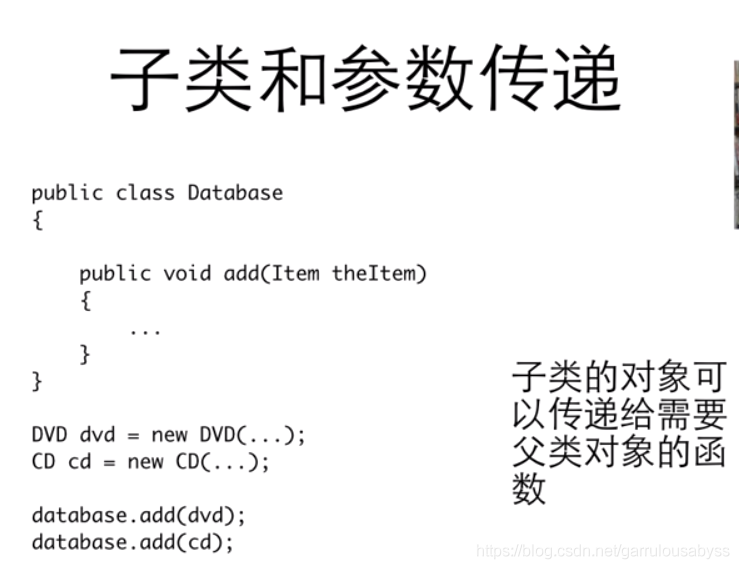 子类和参数传递
public class Database
{
public void add(Item theItem)
{
...
}
}
DVD dvd = new DVD(...);
CD cd = new CD(...);
database.add(dvd);
database.add(cd);
子类的对象可
以传递给需要
父类对象的函
数
https://blog.csdn.net/garrulousabyss